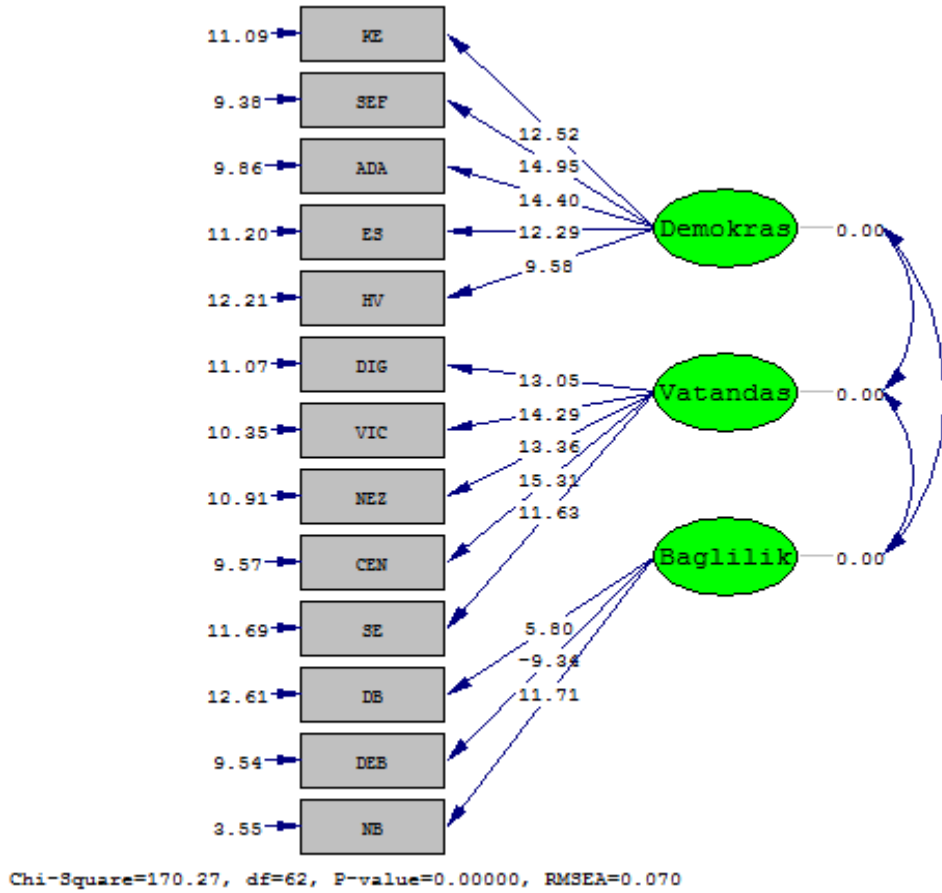 11.09 KE
9.38 SEF
12.52
14.95
9.86 ADA
14.40
11.20 ES
12.29
Demokras 0.00
9.58
12.21 HV
11.07 DIG
13.05
Vatandas 0.00
14.29
10.35 VIC
13.36
10.91 NEZ
15.31
11.63
9.57 CEN
Baglilik 0.00
11.69 SE
5.80
-9.34
12.61 DB
11.71
9.54 DEB
3.55 NB
Chi-Square=170.27, df=62, P-value=0.00000, RMSEA=0.070